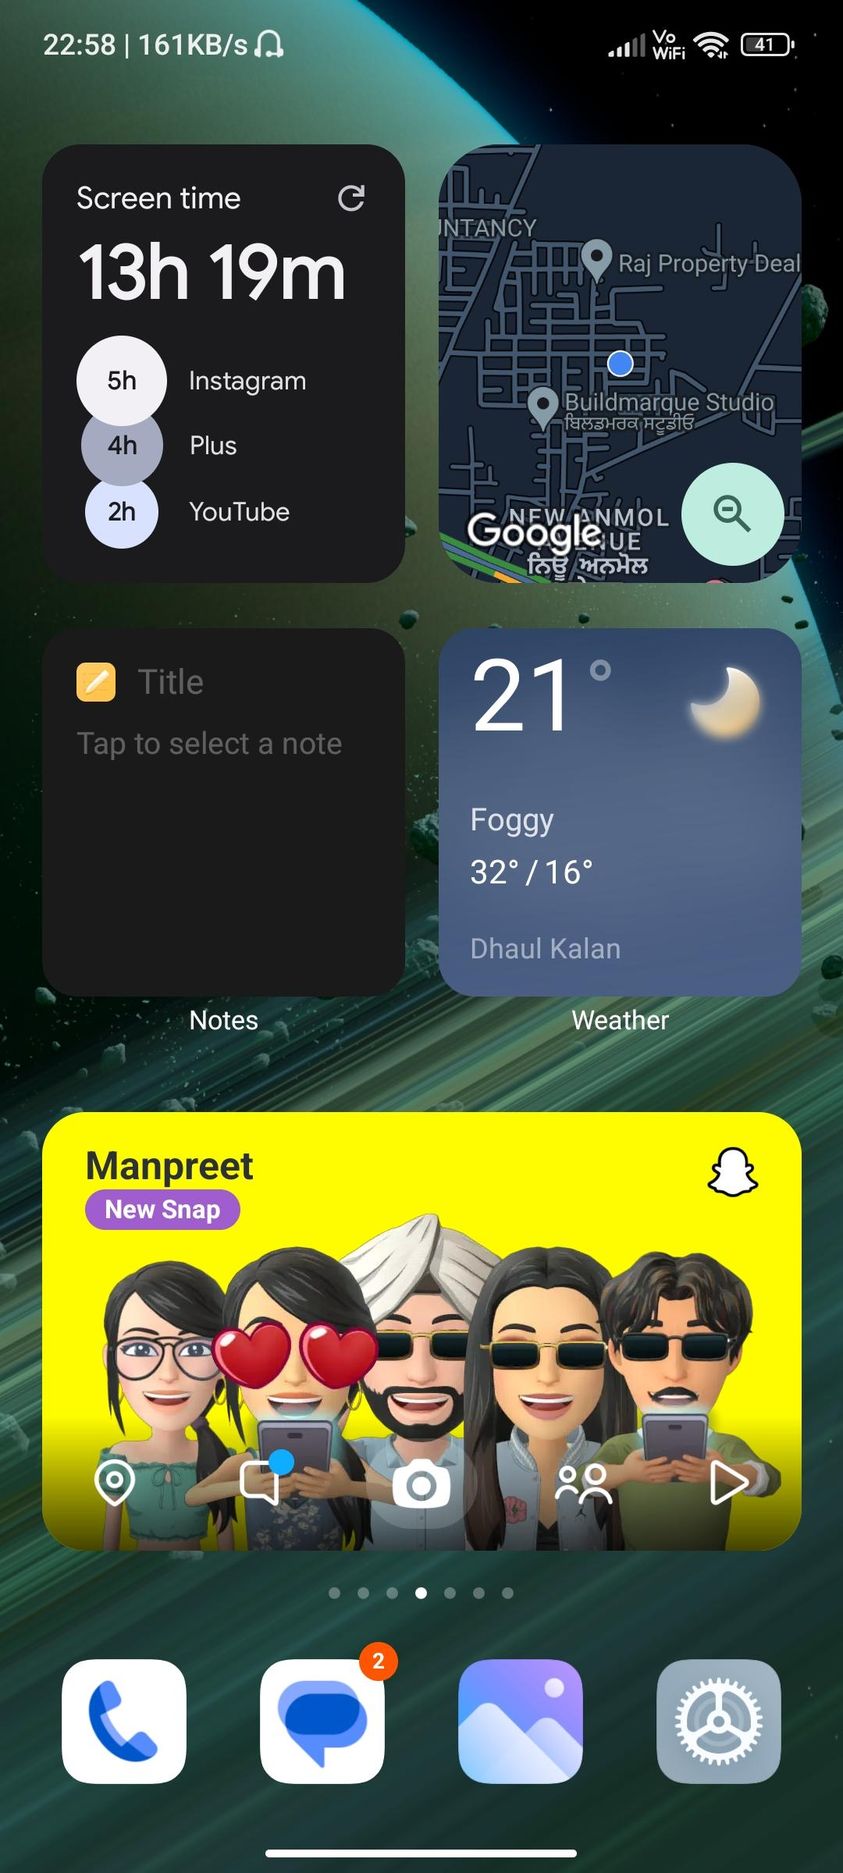 22:58 | 161KB/s
Vo
WiFi
41
Screen time
13h 19m
5h Instagram
4h Plus
2h YouTube
UNTANCY
Raj Property Deal
Buildmarque Studio
ਬਿਲਡਮਾਰਕ ਸਟੂਡੀਓ
NEW ANMOL
Google
ਨਿਊ ਅਨਮੋਲ
Title
Tap to select a note
Notes
21°
Foggy
32° / 16°
Dhaul Kalan
Weather
Manpreet
New Snap
2